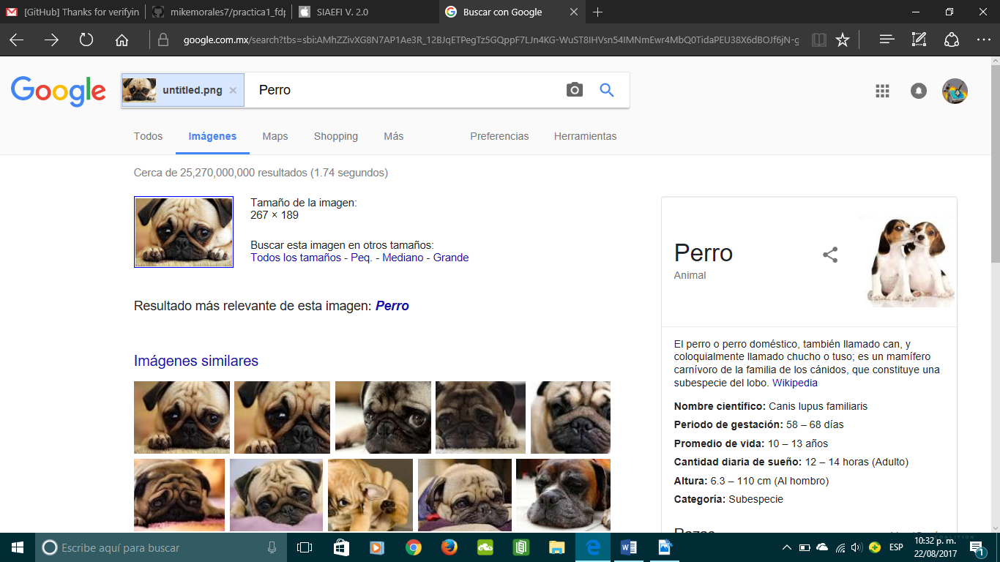 [GitHub] Thanks for verifyin
mikemorales7/practica1_fdp
SIAEFI V. 2.0
Buscar con Google
google.com.mx/search?tbs=sbi:AMhZZivXG8N7AP1Ae3R_12BJqETPegTz5GQppF7LJn4KG-WuST8IHVsn54IMNmEwr4MbQ0TidaPEU38X6dBOJf6jN-g
Google
untitled.png
Perro
Todos
Imágenes
Maps
Shopping
Más
Preferencias
Herramientas
Cerca de 25,270,000,000 resultados (1.74 segundos)
Tamaño de la imagen:
267 × 189
Buscar esta imagen en otros tamaños:
Todos los tamaños - Peq. - Mediano - Grande
Resultado más relevante de esta imagen: Perro
Imágenes similares
Perro
Animal
El perro o perro doméstico, también llamado can, y
coloquialmente llamado chucho o tuso; es un mamífero
carnívoro de la familia de los cánidos, que constituye una
subespecie del lobo. Wikipedia
Nombre científico: Canis lupus familiaris
Periodo de gestación: 58 – 68 días
Promedio de vida: 10 – 13 años
Cantidad diaria de sueño: 12 – 14 horas (Adulto)
Altura: 6.3 – 110 cm (Al hombro)
Categoría: Subespecie
Razas
Escribe aquí para buscar
ESP
10:32 p. m.
22/08/2017
1